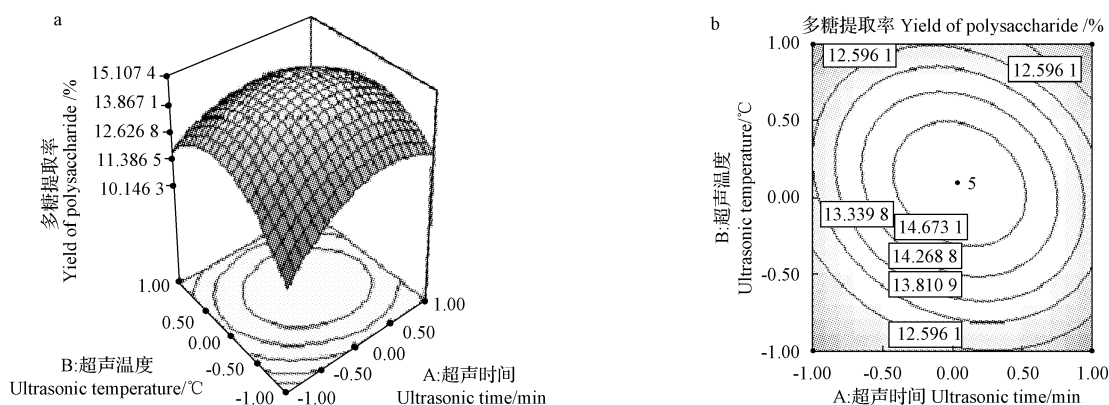 a
15.107 4
13.867 1
12.626 8
11.386 5
10.146 3
多糖提取率
Yield of polysaccharide /%
1.00
0.50
0.00
-0.50
-1.00
B:超声温度
Ultrasonic temperature/℃
-1.00
-0.50
0.00
0.50
1.00
A:超声时间
Ultrasonic time/min
b
多糖提取率 Yield of polysaccharide /%
1.00
0.50
0.00
-0.50
-1.00
B:超声温度
Ultrasonic temperature/℃
12.596 1
12.596 1
5
13.339 8
14.673 1
14.268 8
13.810 9
12.596 1
-1.00
-0.50
0.00
0.50
1.00
A:超声时间 Ultrasonic time/min